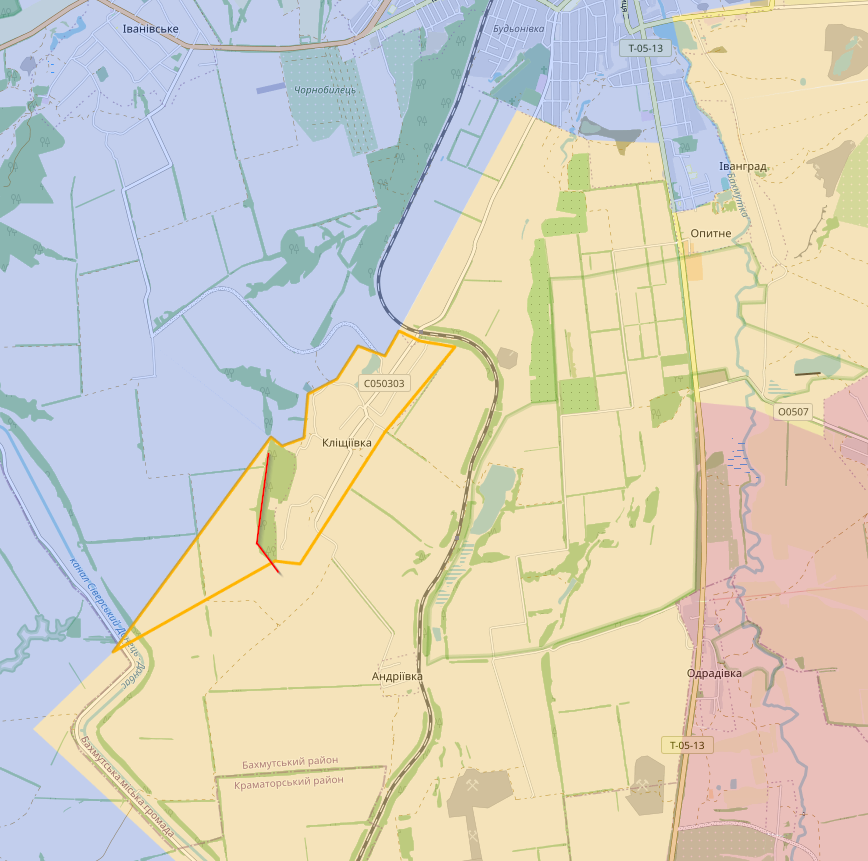 Іванівське
Будьонівка
Т-05-13
Чорнобилець
Іванград
Бахмутка
Опитне
С050303
О0507
Кліщіївка
канал Сіверський Донець
- Донбас
Андріївка
Одрадівка
Т-05-13
Бахмутський район
Краматорський район
Бахмутська міська громада